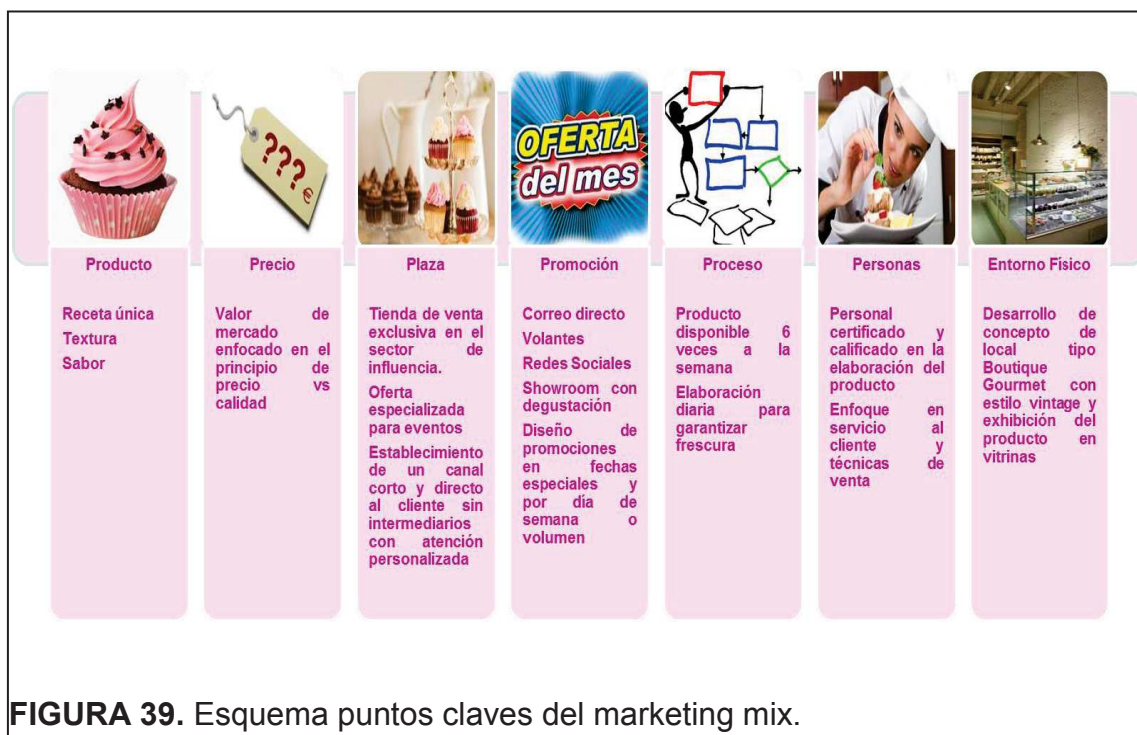 ???
€
OFERTA
del mes
Producto
Receta única
Textura
Sabor
Precio
Valor de
mercado
enfocado en el
principio de
precio vs
calidad
Plaza
Tienda de venta
exclusiva en el
sector de
influencia.
Oferta
especializada
para eventos
Establecimiento
de un canal
corto y directo
al cliente sin
intermediarios
con atención
personalizada
Promoción
Correo directo
Volantes
Redes Sociales
Showroom con
degustación
Diseño de
promociones
en fechas
especiales y
por día de
semana o
volumen
Proceso
Producto
disponible 6
veces a la
semana
Elaboración
diaria para
garantizar
frescura
Personas
Personal
certificado y
calificado en la
elaboración del
producto
Enfoque en
servicio al
cliente y
técnicas de
venta
Entorno Físico
Desarrollo de
concepto de
local tipo
Boutique
Gourmet con
estilo vintage y
exhibición del
producto en
vitrinas
FIGURA 39. Esquema puntos claves del marketing mix.